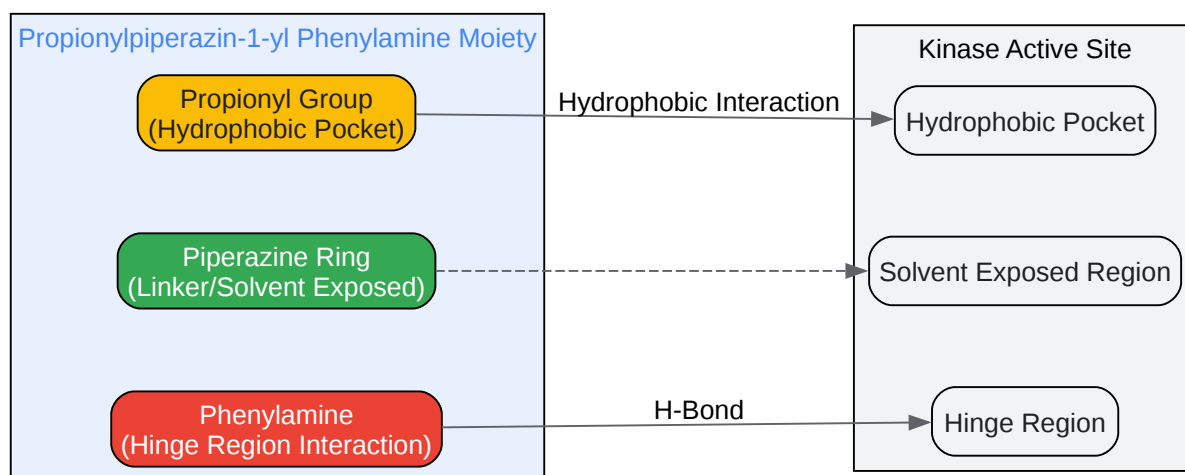 Propionylpiperazin-1-yl Phenylamine Moiety
Kinase Active Site
Propionyl Group
(Hydrophobic Pocket)
Hydrophobic Interaction
Hydrophobic Pocket
Piperazine Ring
(Linker/Solvent Exposed)
Solvent Exposed Region
Phenylamine
(Hinge Region Interaction)
H-Bond
Hinge Region